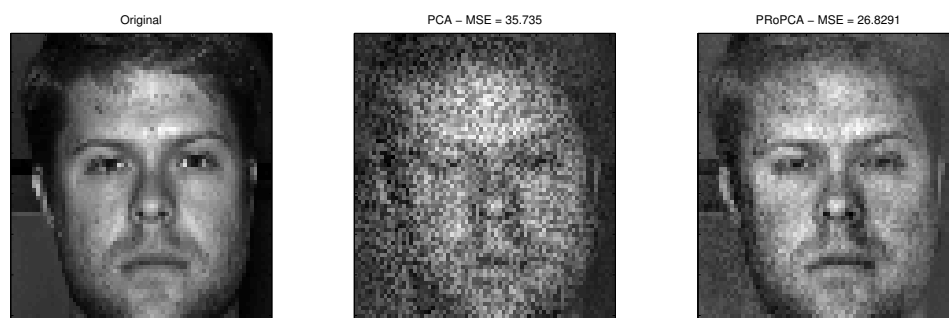 Original
PCA − MSE = 35.735
PRoPCA − MSE = 26.8291